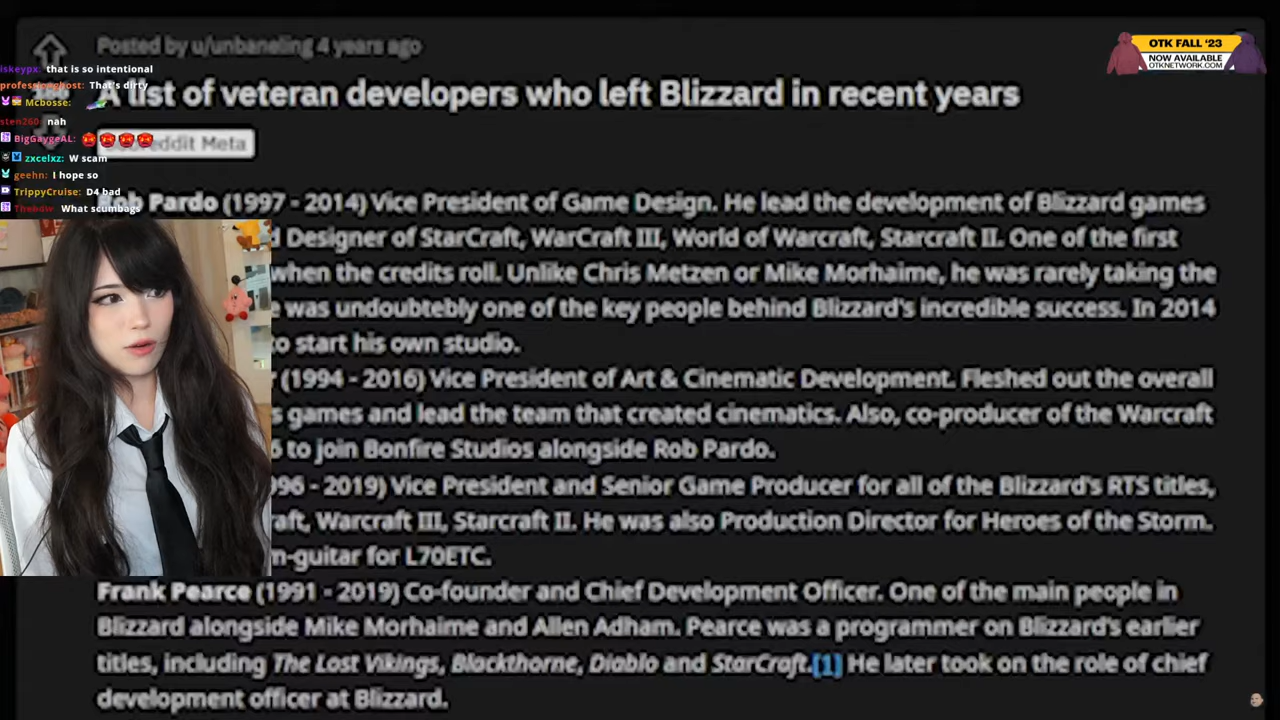 Posted by u/unbaneling 4 years ago
A list of veteran developers who left Blizzard in recent years
OTK FALL '23
NOW AVAILABLE
OTKNETWORK.COM
iskeypx: that is so intentional
That's dirty
Mcbosse:
sten260: nah
BigGaygeAL:
zxcelxz: W scam
geehn: I hope so
TrippyCruise: D4 bad
Thebow: What scumbags
eddit Meta
Pardo (1997 - 2014) Vice President of Game Design. He lead the development of Blizzard games
Designer of StarCraft, WarCraft III, World of Warcraft, Starcraft II. One of the first
when the credits roll. Unlike Chris Metzen or Mike Morhaime, he was rarely taking the
was undoubtebly one of the key people behind Blizzard's incredible success. In 2014
to start his own studio.
(1994 - 2016) Vice President of Art & Cinematic Development. Fleshed out the overall
games and lead the team that created cinematics. Also, co-producer of the Warcraft
6 to join Bonfire Studios alongside Rob Pardo.
96 - 2019) Vice President and Senior Game Producer for all of the Blizzard's RTS titles,
raft, Warcraft III, Starcraft II. He was also Production Director for Heroes of the Storm.
m-guitar for L70ETC.
Frank Pearce (1991 - 2019) Co-founder and Chief Development Officer. One of the main people in
Blizzard alongside Mike Morhaime and Allen Adham. Pearce was a programmer on Blizzard's earlier
titles, including The Lost Vikings, Blackthorne, Diablo and StarCraft.[1] He later took on the role of chief
development officer at Blizzard.